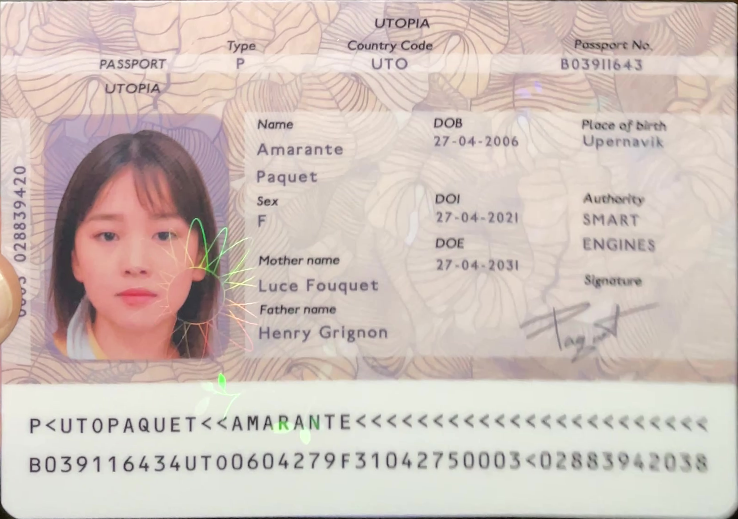 UTOPIA
Type Country Code Passport No.
PASSPORT P UTO B03911643
UTOPIA
Name DOB Place of birth
Amarante 27-04-2006 Upernavik
Paquet
Sex DOI Authority
F 27-04-2021 SMART
DOE ENGINES
Mother name 27-04-2031
Luce Fouquet Signature
Father name
Henry Grignon Paquet
0003 028839420
P<UTOPAQUET<<AMARANTE<<<<<<<<<<<<<<<<<<<<<<<
B039116434UTO0604279F31042750003<02883942038